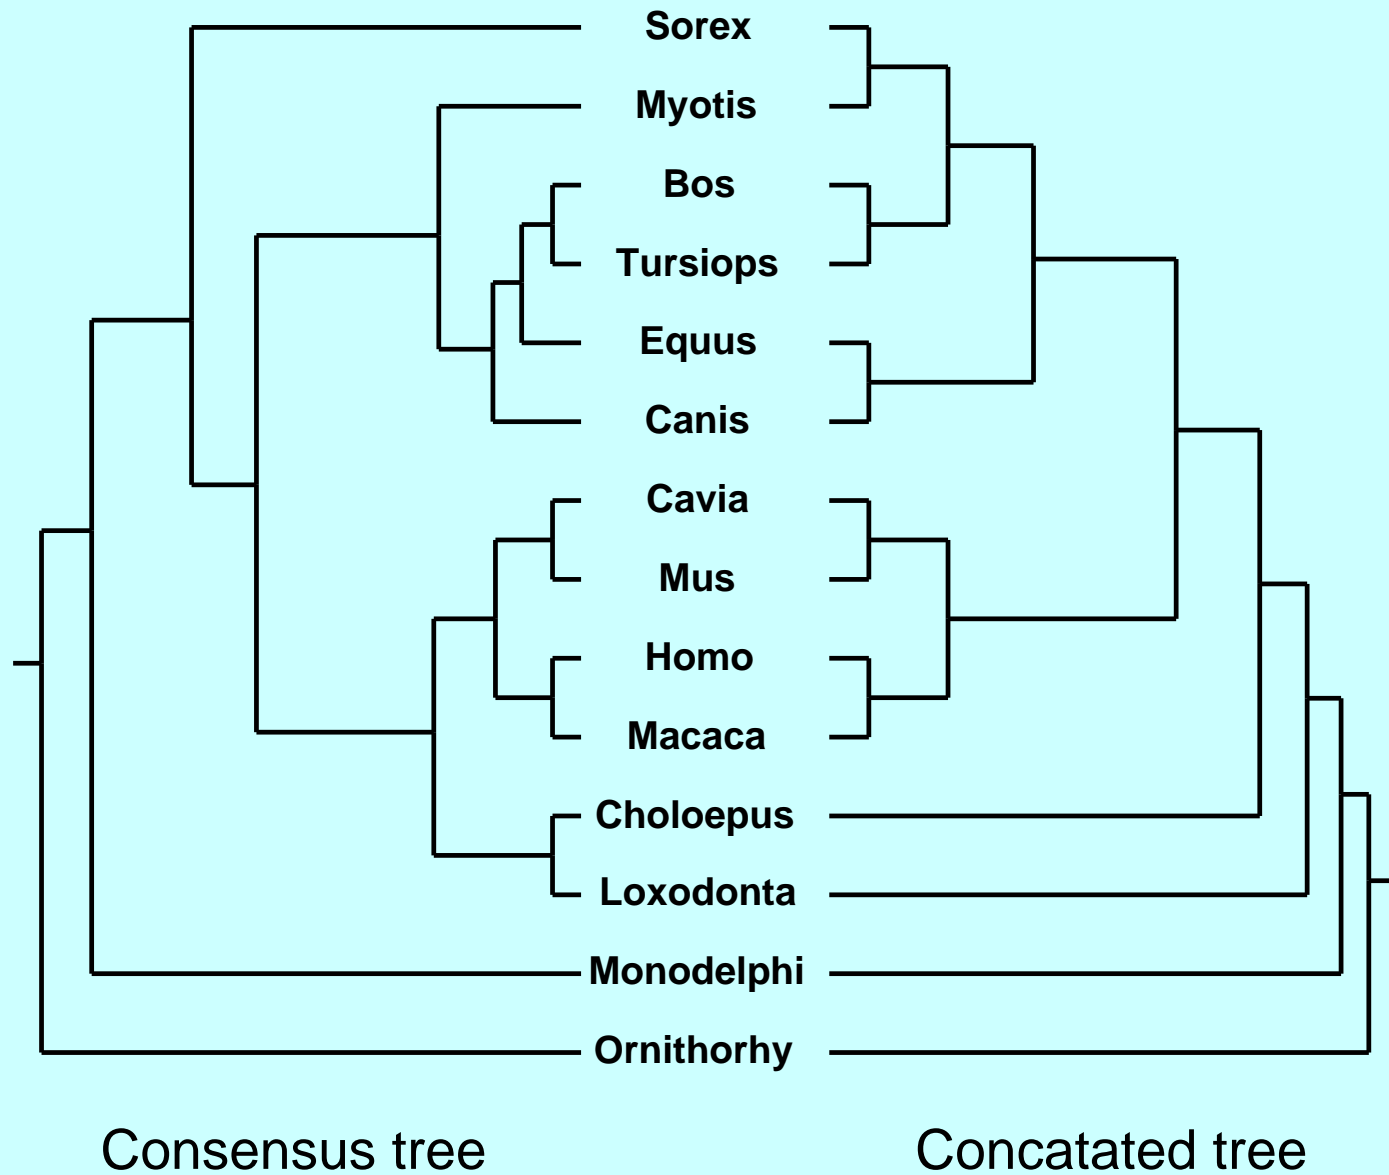 Sorex
Myotis
Bos
Tursiops
Equus
Canis
Cavia
Mus
Homo
Macaca
Choloepus
Loxodonta
Monodelphi
Ornithorhy
Consensus tree
Concatated tree